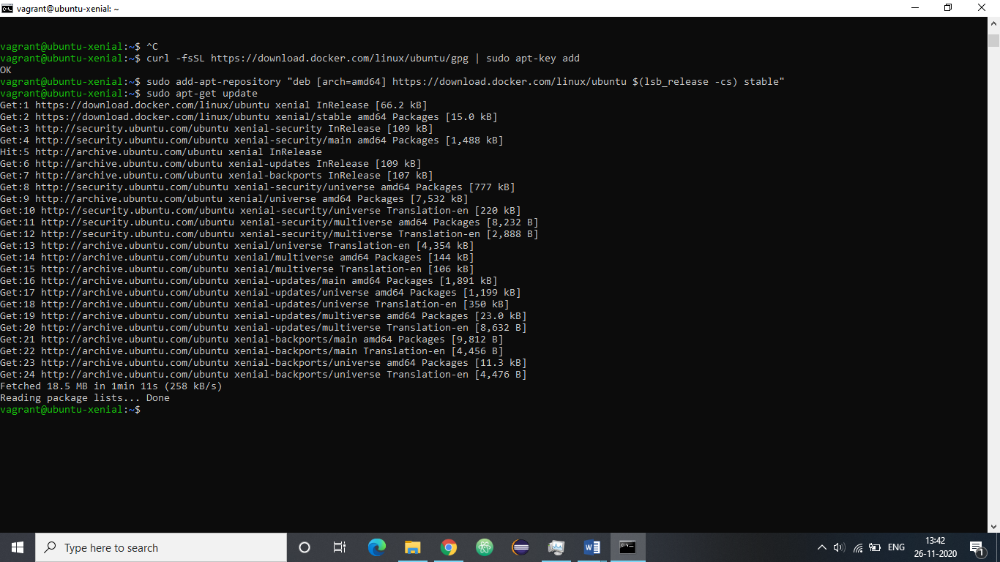 vagrant@ubuntu-xenial: ~
vagrant@ubuntu-xenial:~$ ^C
vagrant@ubuntu-xenial:~$ curl -fsSL https://download.docker.com/linux/ubuntu/gpg | sudo apt-key add
OK
vagrant@ubuntu-xenial:~$ sudo add-apt-repository "deb [arch=amd64] https://download.docker.com/linux/ubuntu $(lsb_release -cs) stable"
vagrant@ubuntu-xenial:~$ sudo apt-get update
Get:1 https://download.docker.com/linux/ubuntu xenial InRelease [66.2 kB]
Get:2 https://download.docker.com/linux/ubuntu xenial/stable amd64 Packages [15.0 kB]
Get:3 http://security.ubuntu.com/ubuntu xenial-security InRelease [109 kB]
Get:4 http://security.ubuntu.com/ubuntu xenial-security/main amd64 Packages [1,488 kB]
Hit:5 http://archive.ubuntu.com/ubuntu xenial InRelease
Get:6 http://archive.ubuntu.com/ubuntu xenial-updates InRelease [109 kB]
Get:7 http://archive.ubuntu.com/ubuntu xenial-backports InRelease [107 kB]
Get:8 http://security.ubuntu.com/ubuntu xenial-security/universe amd64 Packages [777 kB]
Get:9 http://archive.ubuntu.com/ubuntu xenial/universe amd64 Packages [7,532 kB]
Get:10 http://security.ubuntu.com/ubuntu xenial-security/universe Translation-en [220 kB]
Get:11 http://security.ubuntu.com/ubuntu xenial-security/multiverse amd64 Packages [8,232 B]
Get:12 http://security.ubuntu.com/ubuntu xenial-security/multiverse Translation-en [2,888 B]
Get:13 http://archive.ubuntu.com/ubuntu xenial/universe Translation-en [4,354 kB]
Get:14 http://archive.ubuntu.com/ubuntu xenial/multiverse amd64 Packages [144 kB]
Get:15 http://archive.ubuntu.com/ubuntu xenial/multiverse Translation-en [106 kB]
Get:16 http://archive.ubuntu.com/ubuntu xenial-updates/main amd64 Packages [1,891 kB]
Get:17 http://archive.ubuntu.com/ubuntu xenial-updates/universe amd64 Packages [1,199 kB]
Get:18 http://archive.ubuntu.com/ubuntu xenial-updates/universe Translation-en [350 kB]
Get:19 http://archive.ubuntu.com/ubuntu xenial-updates/multiverse amd64 Packages [23.0 kB]
Get:20 http://archive.ubuntu.com/ubuntu xenial-updates/multiverse Translation-en [8,632 B]
Get:21 http://archive.ubuntu.com/ubuntu xenial-backports/main amd64 Packages [9,812 B]
Get:22 http://archive.ubuntu.com/ubuntu xenial-backports/main Translation-en [4,456 B]
Get:23 http://archive.ubuntu.com/ubuntu xenial-backports/universe amd64 Packages [11.3 kB]
Get:24 http://archive.ubuntu.com/ubuntu xenial-backports/universe Translation-en [4,476 B]
Fetched 18.5 MB in 1min 11s (258 kB/s)
Reading package lists... Done
vagrant@ubuntu-xenial:~$
Type here to search
ENG
13:42
26-11-2020
1